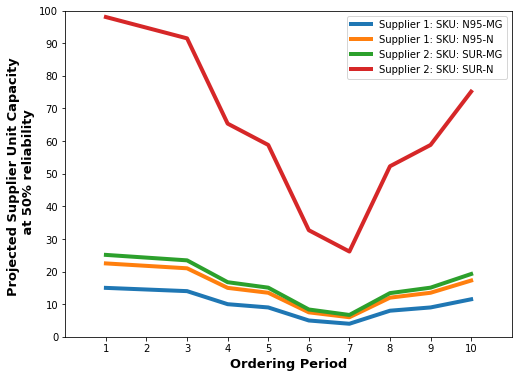 Projected Supplier Unit Capacity
at 50% reliability
100
90
80
70
60
50
40
30
20
10
0
Supplier 1: SKU: N95-MG
Supplier 1: SKU: N95-N
Supplier 2: SKU: SUR-MG
Supplier 2: SKU: SUR-N
1 2 3 4 5 6 7 8 9 10
Ordering Period